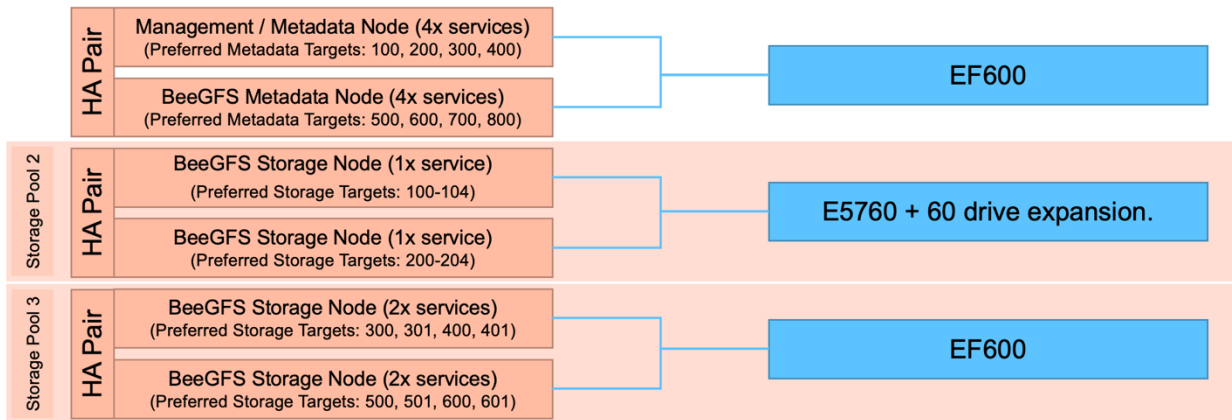 HA Pair
Management / Metadata Node (4x services)
(Preferred Metadata Targets: 100, 200, 300, 400)
BeeGFS Metadata Node (4x services)
(Preferred Metadata Targets: 500, 600, 700, 800)
EF600
Storage Pool 2
HA Pair
BeeGFS Storage Node (1x service)
(Preferred Storage Targets: 100-104)
BeeGFS Storage Node (1x service)
(Preferred Storage Targets: 200-204)
E5760 + 60 drive expansion.
Storage Pool 3
HA Pair
BeeGFS Storage Node (2x services)
(Preferred Storage Targets: 300, 301, 400, 401)
BeeGFS Storage Node (2x services)
(Preferred Storage Targets: 500, 501, 600, 601)
EF600